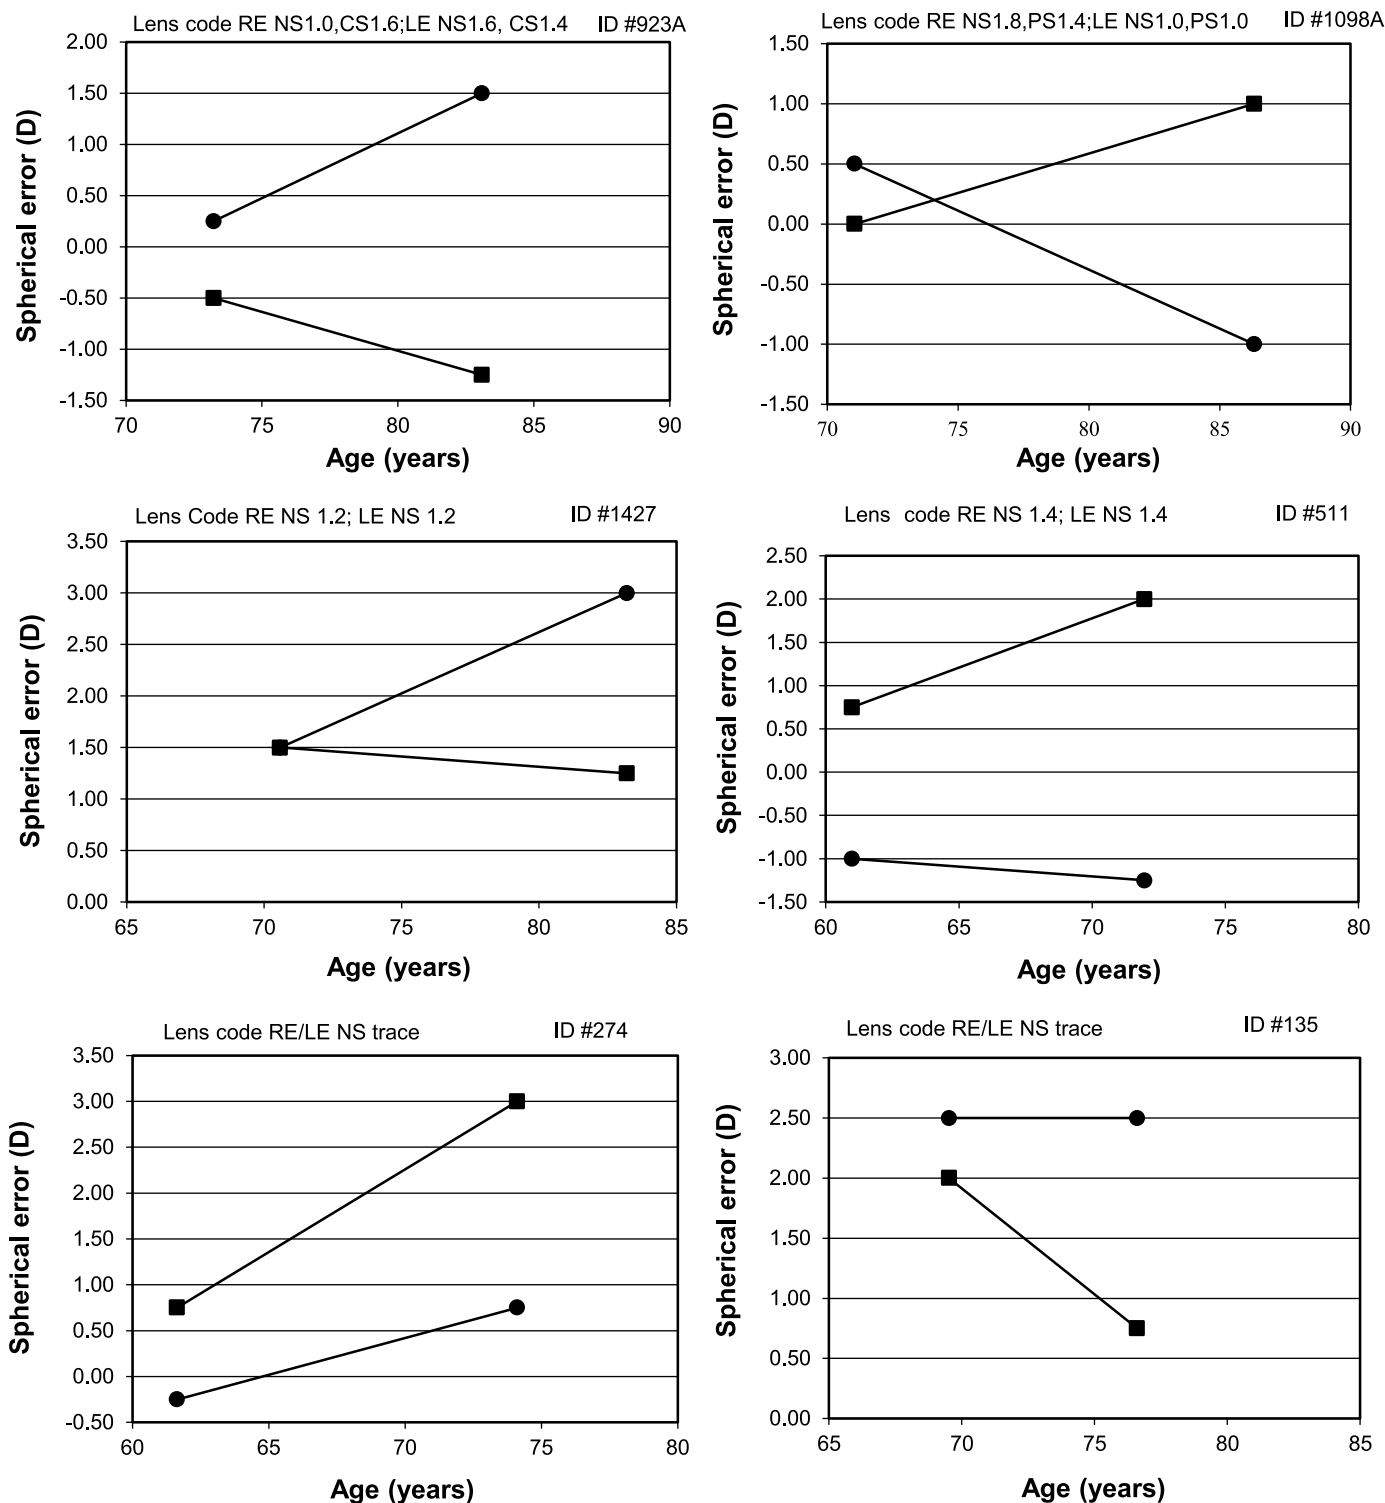 Lens code RE NS1.0,CS1.6;LE NS1.6, CS1.4 ID #923A
2.00
1.50
1.00
0.50
0.00
-0.50
-1.00
-1.50
Spherical error (D)
70 75 80 85 90
Age (years)
Lens code RE NS1.8,PS1.4;LE NS1.0,PS1.0 ID #1098A
1.50
1.00
0.50
0.00
-0.50
-1.00
-1.50
Spherical error (D)
70 75 80 85 90
Age (years)
Lens Code RE NS 1.2; LE NS 1.2 ID #1427
3.50
3.00
2.50
2.00
1.50
1.00
0.50
0.00
Spherical error (D)
65 70 75 80 85
Age (years)
Lens code RE NS 1.4; LE NS 1.4 ID #511
2.50
2.00
1.50
1.00
0.50
0.00
-0.50
-1.00
-1.50
Spherical error (D)
60 65 70 75 80
Age (years)
Lens code RE/LE NS trace ID #274
3.50
3.00
2.50
2.00
1.50
1.00
0.50
0.00
-0.50
Spherical error (D)
60 65 70 75 80
Age (years)
Lens code RE/LE NS trace ID #135
3.00
2.50
2.00
1.50
1.00
0.50
0.00
Spherical error (D)
65 70 75 80 85
Age (years)